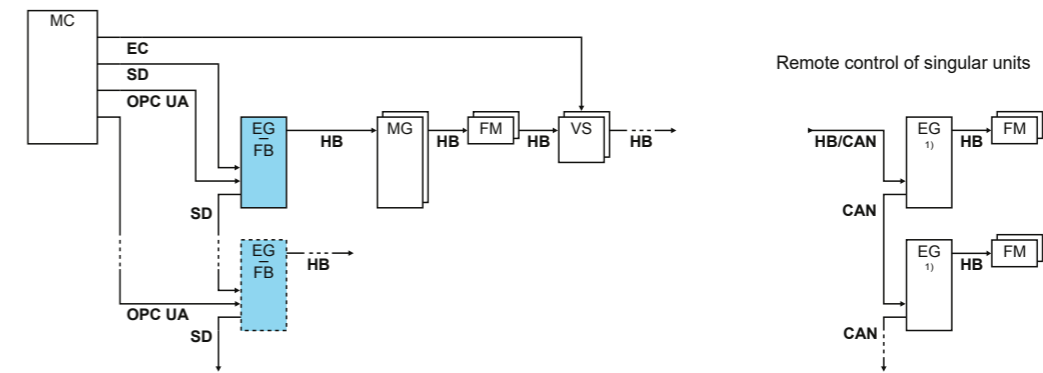 MC
EC
SD
OPC UA
EG
FB
HB
MG
HB
FM
HB
VS
HB
SD
EG
FB
HB
OPC UA
SD
Remote control of singular units
HB/CAN
EG
1)
HB
FM
CAN
EG
1)
HB
FM
CAN